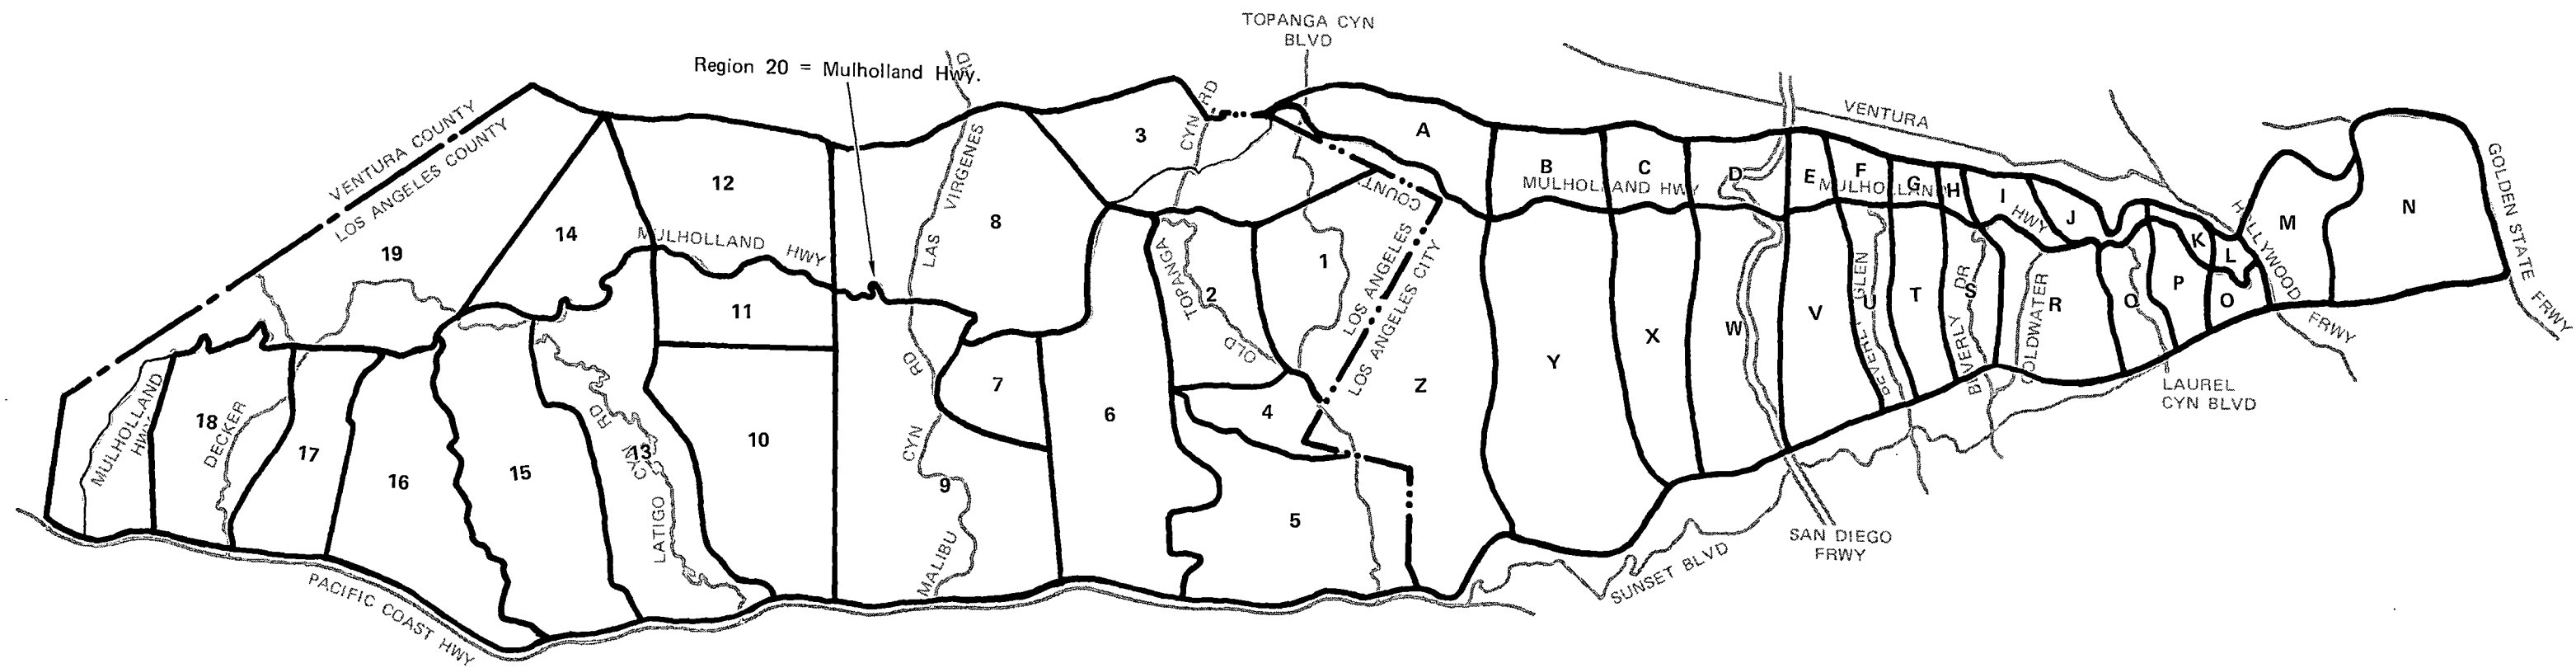 TOPANGA CYN
BLVD
Region 20 = Mulholland Hwy.
RD
RD
VENTURA COUNTY
LOS ANGELES COUNTY
VENTURA
GOLDEN STATE FRWY
HOLLYWOOD FRWY
LAS VIRGENES RD
CYN
3
A
B
C
D
E
F
G
H
I
J
K
L
M
N
12
14
19
8
MULHOLLAND HWY
MULHOLLAND HWY
MULHOLLAND
HWY
COUNTY
LOS ANGELES
LOS ANGELES CITY
1
2
OLD TOPANGA
11
7
6
4
5
10
9
MALIBU CYN
13
LATIGO CYN RD
15
16
17
18
DECKER
MULHOLLAND
HWY
Z
Y
X
W
V
U
T
S
R
Q
P
O
BEVERLY GLEN
BEVERLY DR
COLDWATER
LAUREL
CYN BLVD
SAN DIEGO
FRWY
SUNSET BLVD
PACIFIC COAST HWY